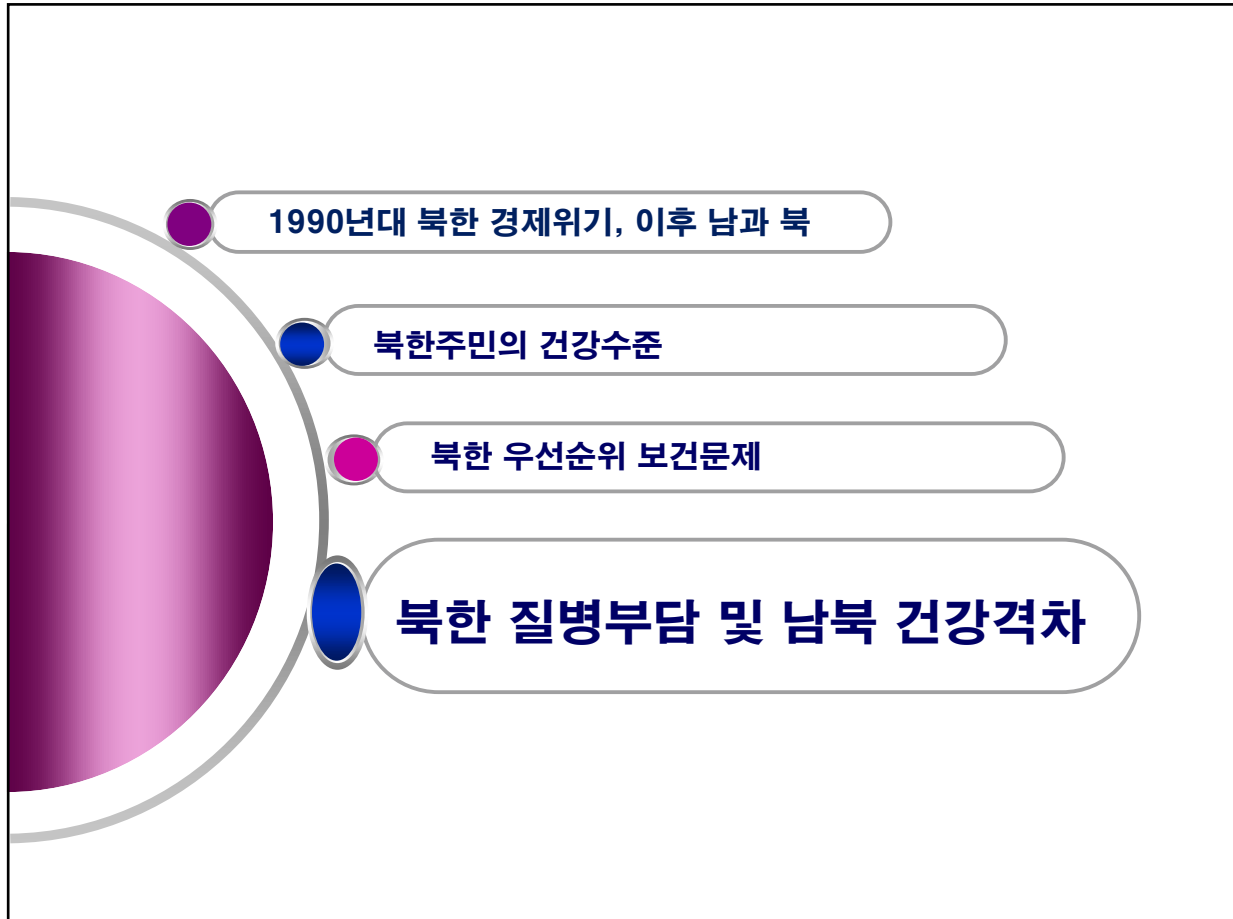 1990년대 북한 경제위기, 이후 남과 북
북한주민의 건강수준
북한 우선순위 보건문제
북한 질병부담 및 남북 건강격차